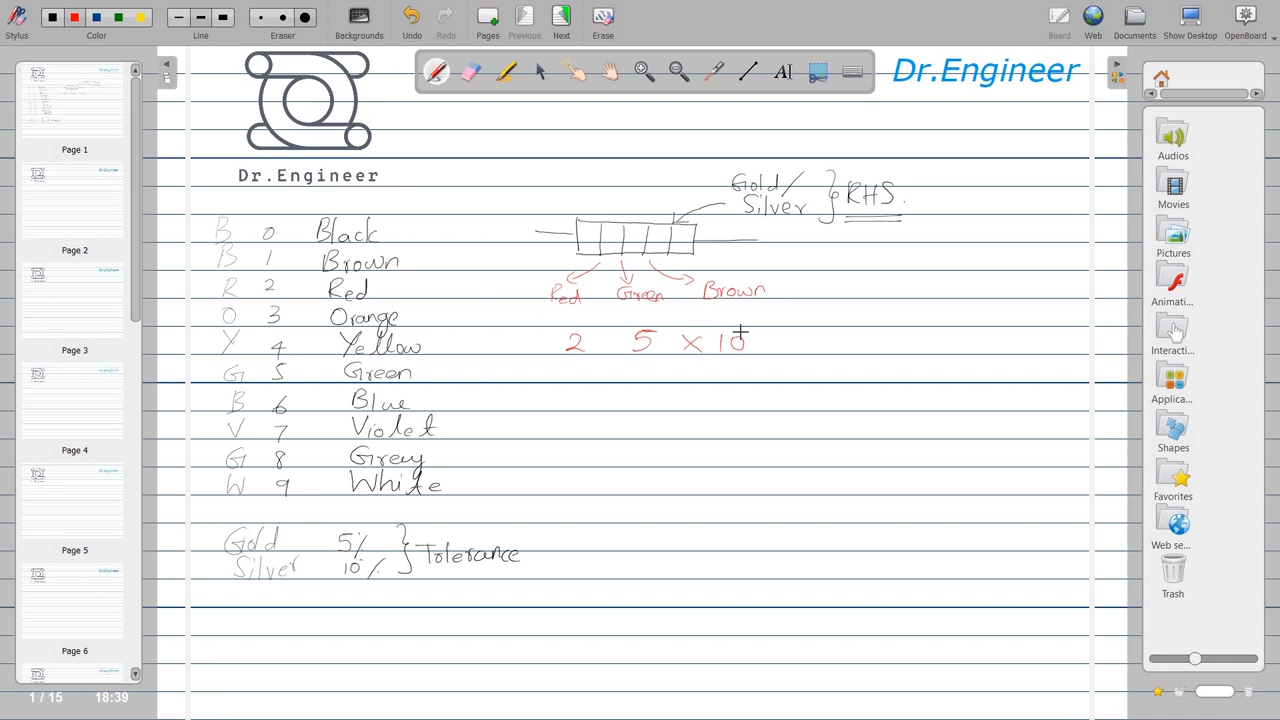 Stylus
Color
Line
Eraser
Backgrounds
Undo
Redo
Pages
Previous
Next
Erase
Board
Web
Documents
Show Desktop
OpenBoard
Dr.Engineer
Dr.Engineer
Gold/
Silver } RHS.
B 0 Black
B 1 Brown
R 2 Red
O 3 Orange
Y 4 Yellow
G 5 Green
B 6 Blue
V 7 Violet
G 8 Grey
W 9 White
Red Green Brown
2 5 x 10
Gold 5%
Silver 10% } Tolerance
Page 1
Page 2
Page 3
Page 4
Page 5
Page 6
1 / 15 18:39
Audios
Movies
Pictures
Animati...
Interacti...
Applica...
Shapes
Favorites
Web se...
Trash